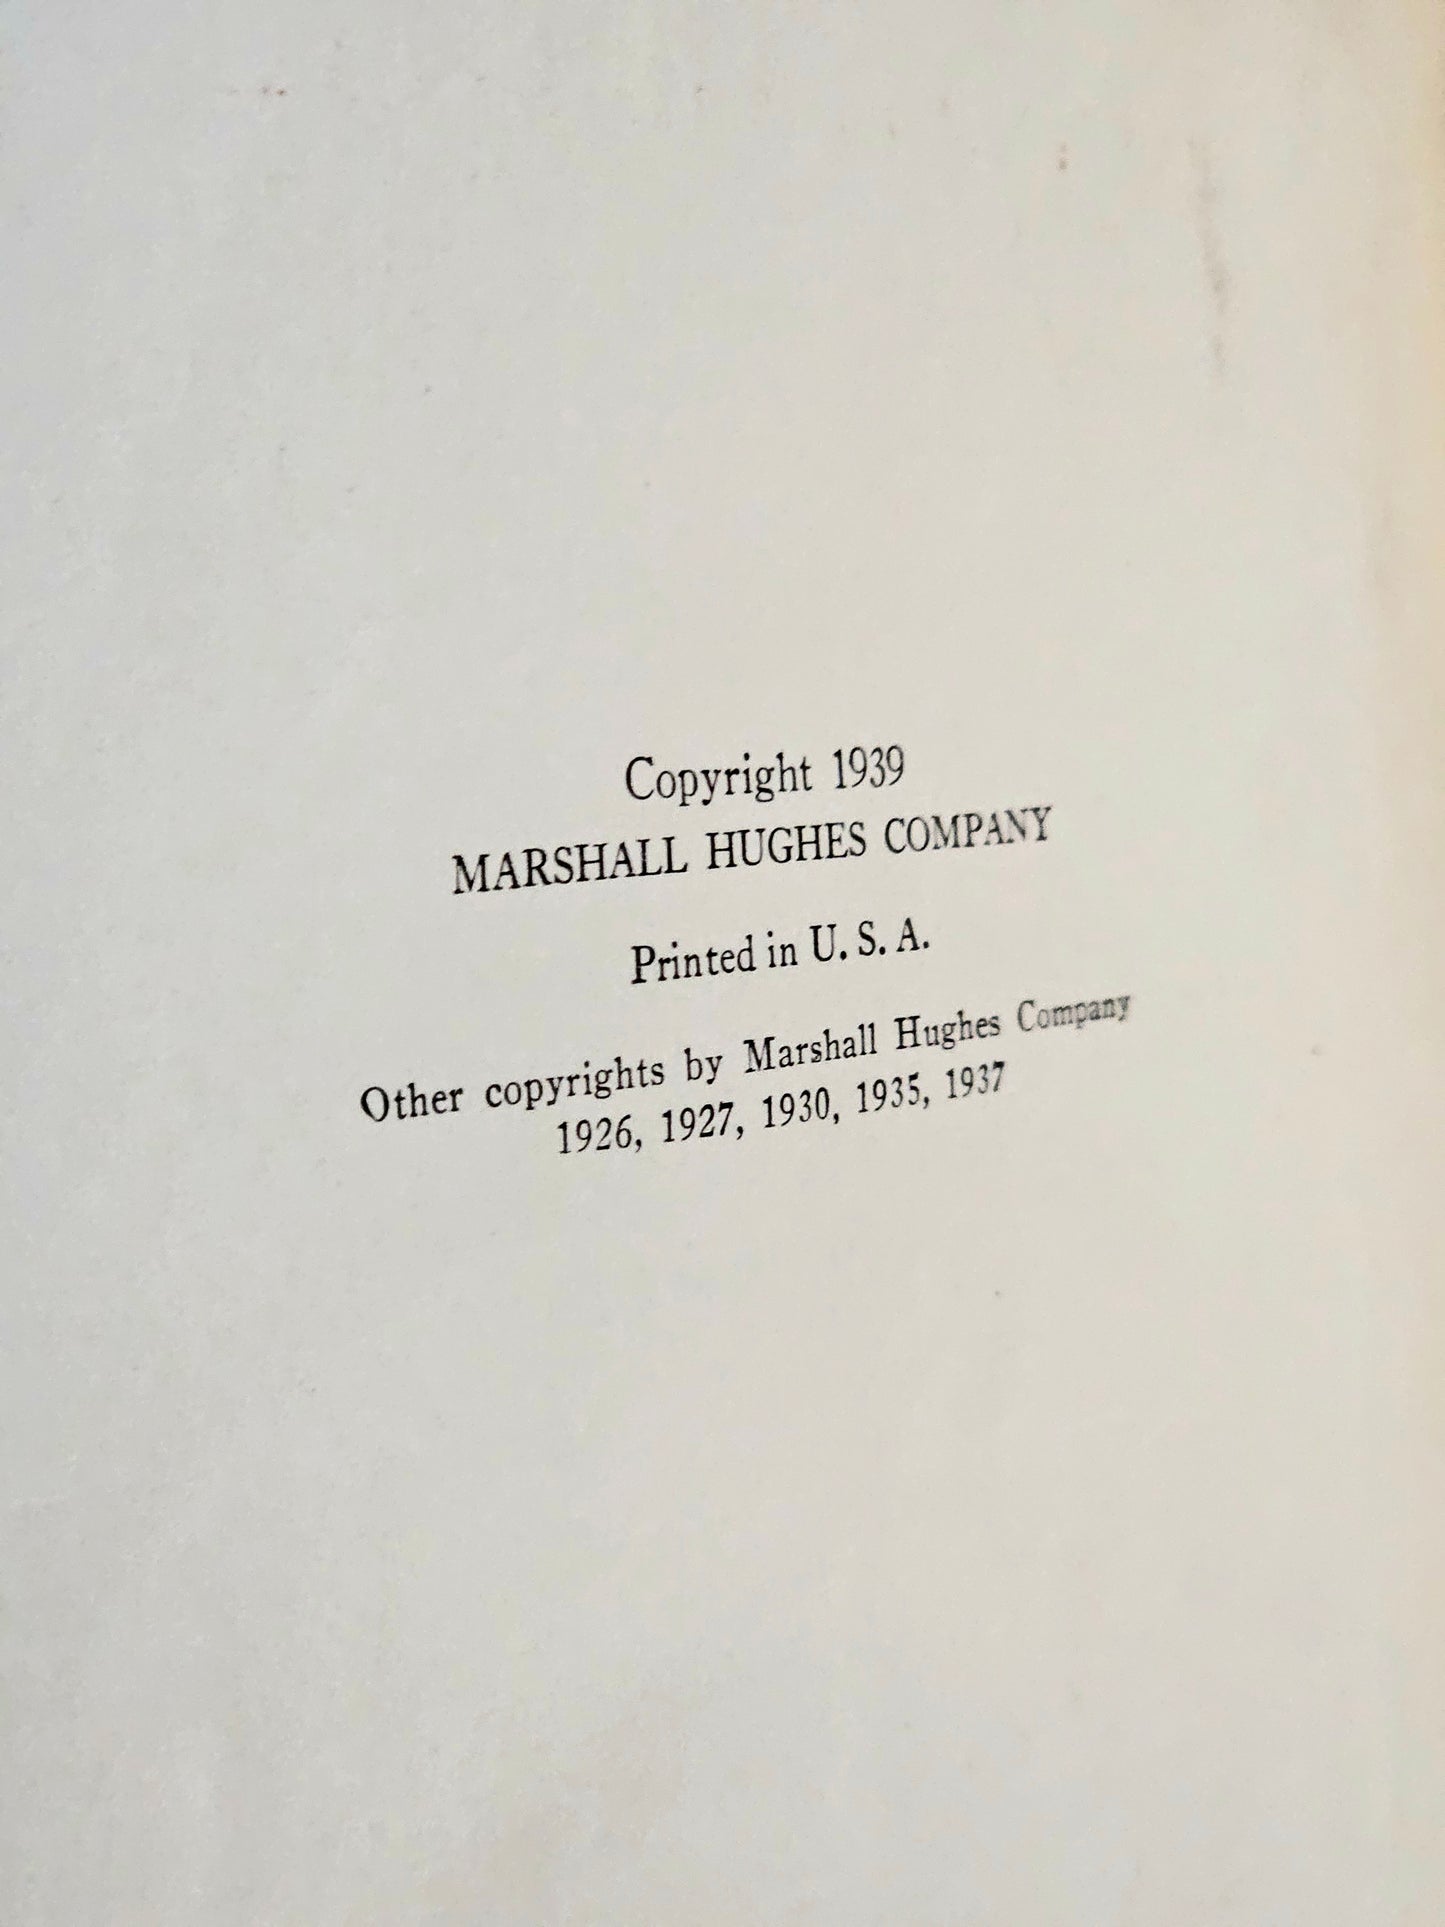 Copyright 1939
MARSHALL HUGHES COMPANY
Printed in U. S. A.
Other copyrights by Marshall Hughes Company
1926, 1927, 1930, 1935, 1937